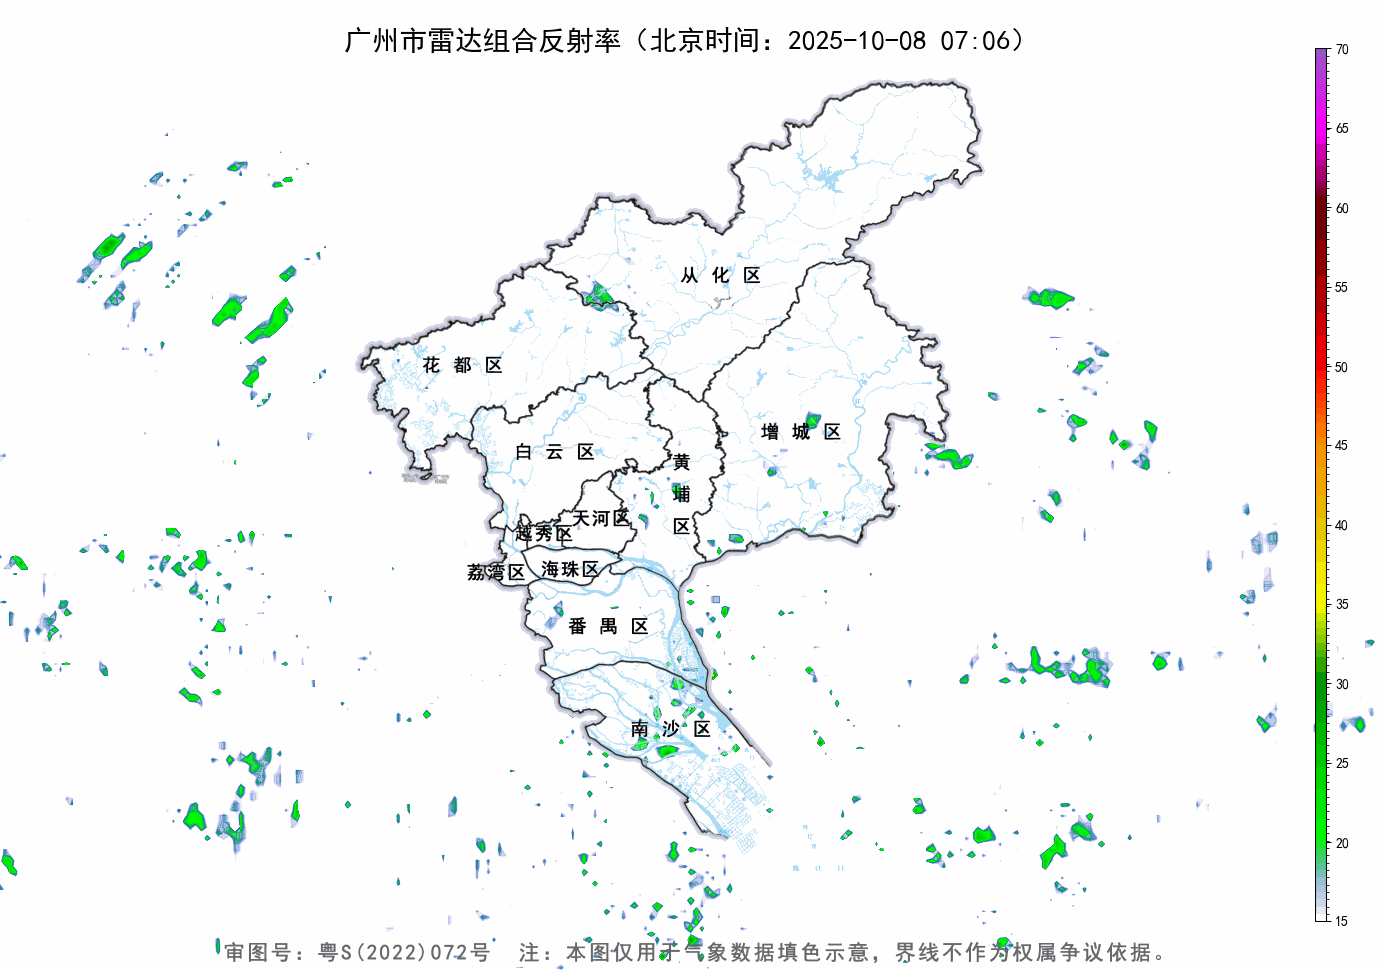 广州市雷达组合反射率（北京时间：2025-10-08 07:06）
70
65
60
55
50
45
40
35
30
25
20
15
从化区
花都区
增城区
白云区
黄埔区
天河区
越秀区
荔湾区
海珠区
番禺区
南沙区
审图号：粤S(2022)072号 注：本图仅用于气象数据填色示意，界线不作为权属争议依据。